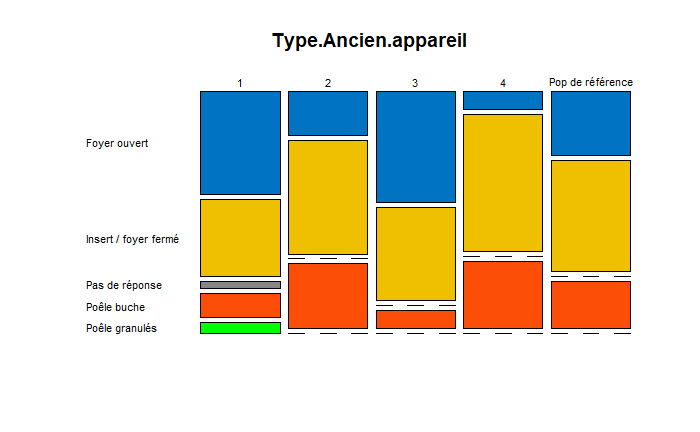 Type.Ancien.appareil
1 2 3 4 Pop de référence
Foyer ouvert
Insert / foyer fermé
Pas de réponse
Poêle buche
Poêle granulés